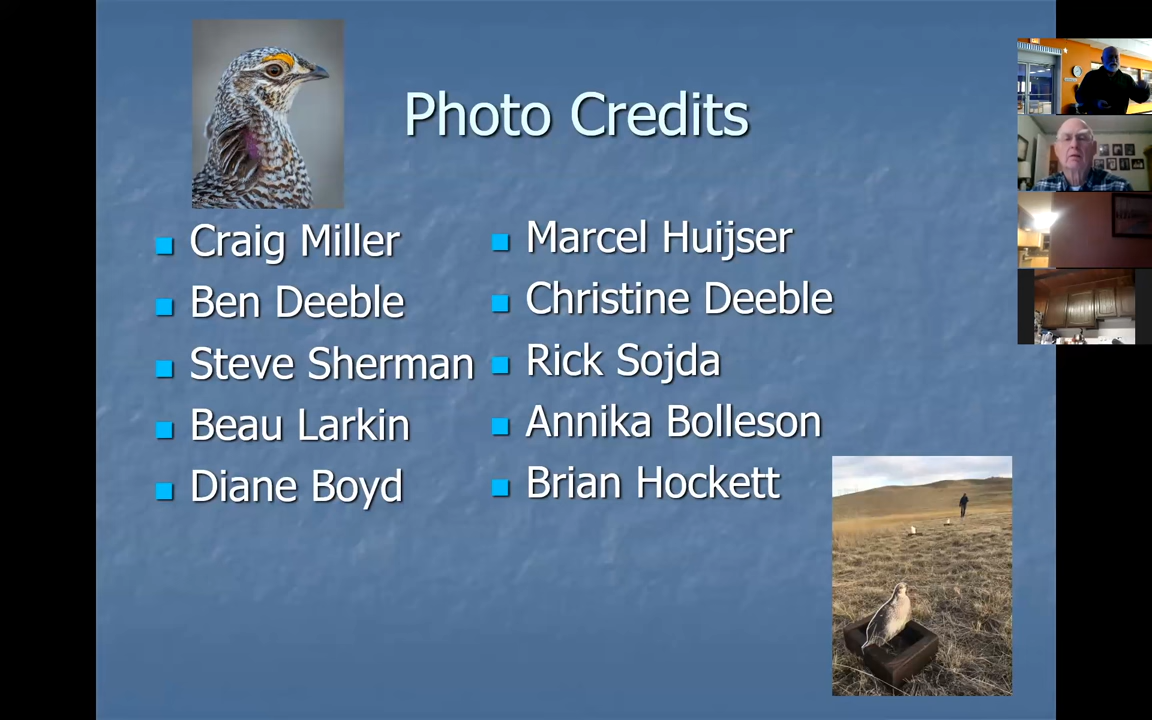 Photo Credits
Craig Miller
Ben Deeble
Steve Sherman
Beau Larkin
Diane Boyd
Marcel Huijser
Christine Deeble
Rick Sojda
Annika Bolleson
Brian Hockett